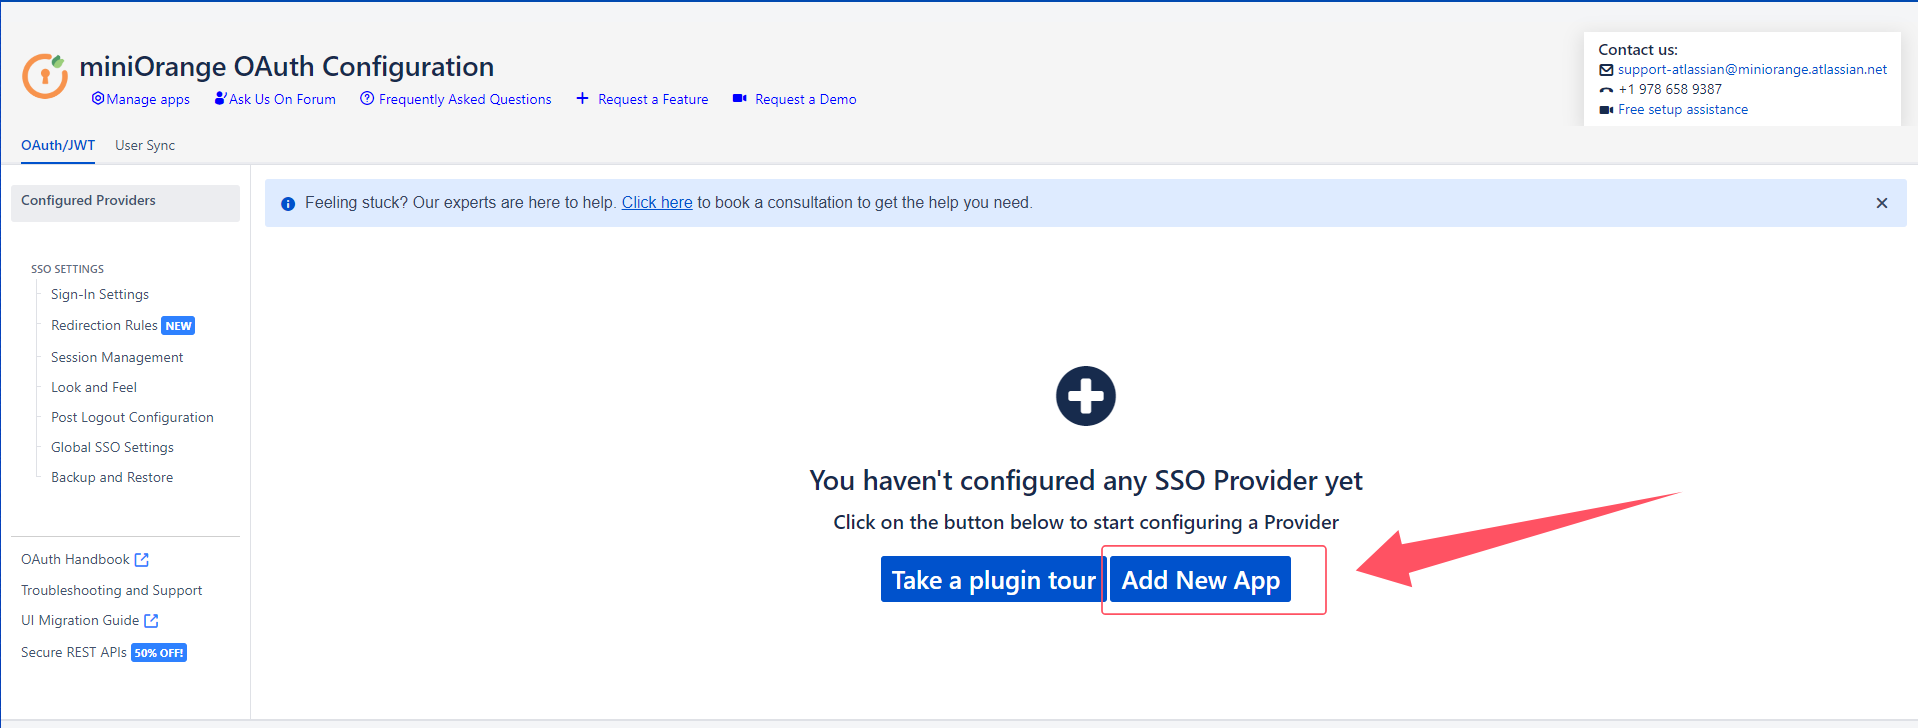 miniOrange OAuth Configuration
Manage apps Ask Us On Forum Frequently Asked Questions Request a Feature Request a Demo
Contact us:
support-atlassian@miniorange.atlassian.net
+1 978 658 9387
Free setup assistance
OAuth/JWT User Sync
Configured Providers
SSO SETTINGS
Sign-In Settings
Redirection Rules NEW
Session Management
Look and Feel
Post Logout Configuration
Global SSO Settings
Backup and Restore
OAuth Handbook
Troubleshooting and Support
UI Migration Guide
Secure REST APIs 50% OFF!
Feeling stuck? Our experts are here to help. Click here to book a consultation to get the help you need.
You haven't configured any SSO Provider yet
Click on the button below to start configuring a Provider
Take a plugin tour Add New App